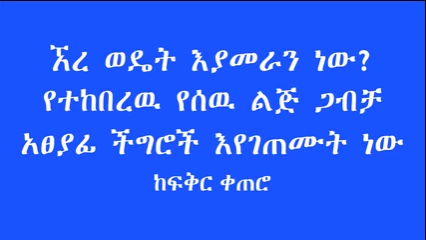 ኧረ ወዴት እያመራን ነው?
የተከበረዉ የሰዉ ልጅ ጋብቻ
አፀያፊ ችግሮች እየገጠሙት ነው
ከፍቅር ቀጠሮ